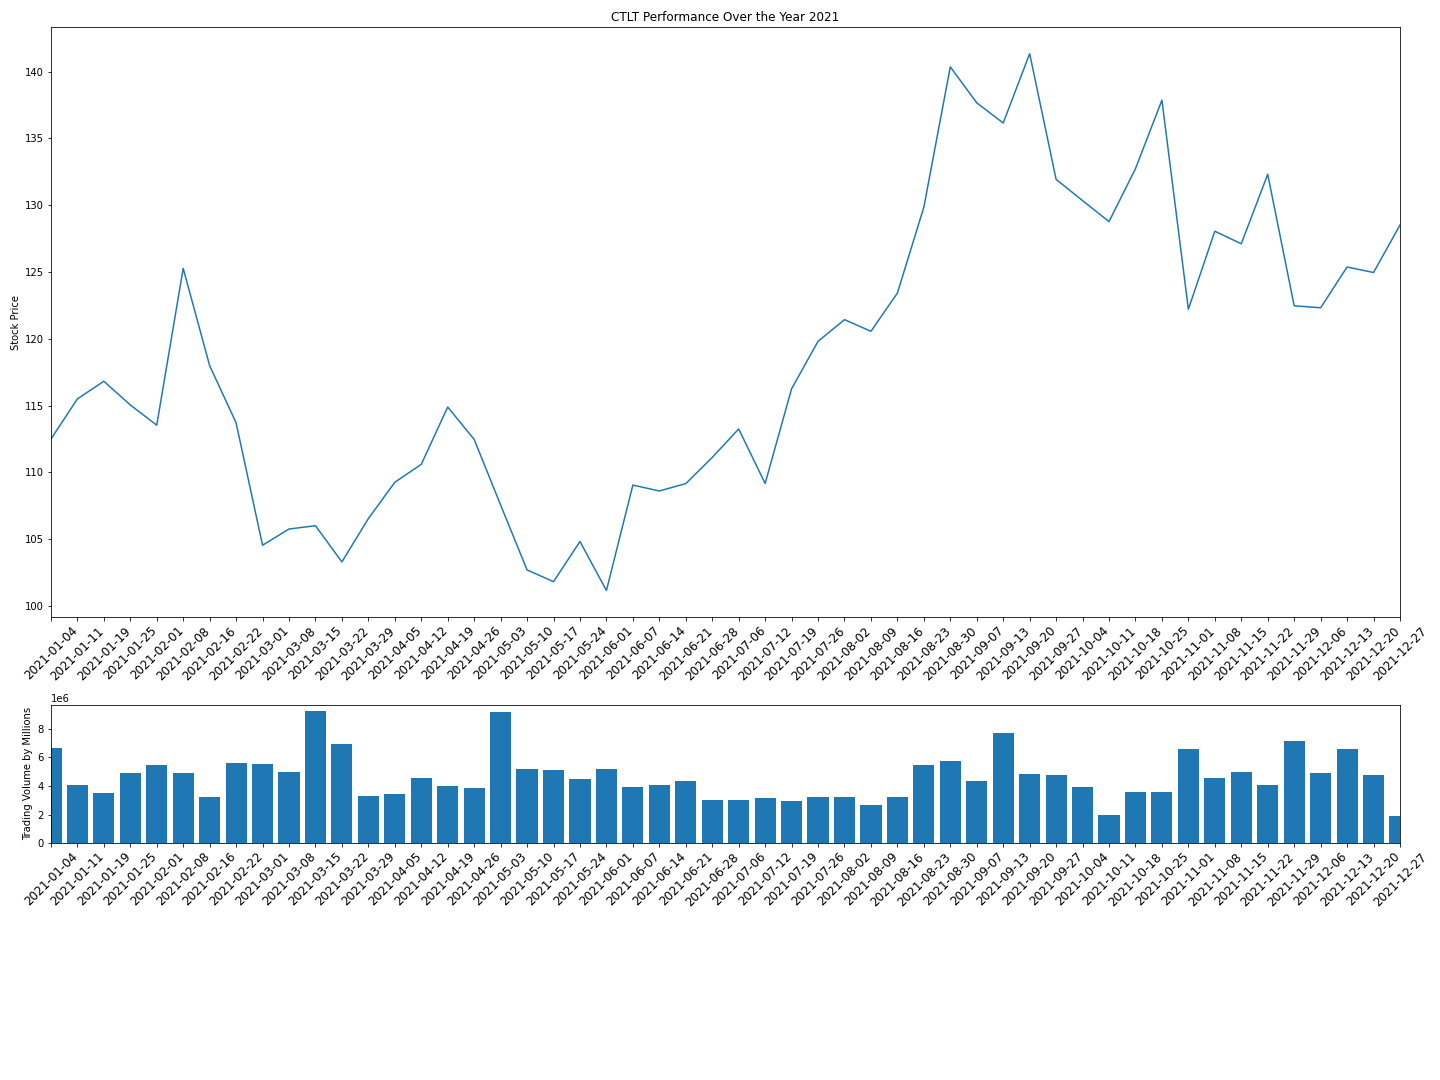 CTLT Performance Over the Year 2021
140
135
130
125
120
115
110
105
100
Stock Price
2021-01-04 2021-01-11 2021-01-19 2021-01-25 2021-02-01 2021-02-08 2021-02-16 2021-02-22 2021-03-01 2021-03-08 2021-03-15 2021-03-22 2021-03-29 2021-04-05 2021-04-12 2021-04-19 2021-04-26 2021-05-03 2021-05-10 2021-05-17 2021-05-24 2021-06-01 2021-06-07 2021-06-14 2021-06-21 2021-06-28 2021-07-06 2021-07-12 2021-07-19 2021-07-26 2021-08-02 2021-08-09 2021-08-16 2021-08-23 2021-08-30 2021-09-07 2021-09-13 2021-09-20 2021-09-27 2021-10-04 2021-10-11 2021-10-18 2021-10-25 2021-11-01 2021-11-08 2021-11-15 2021-11-22 2021-11-29 2021-12-06 2021-12-13 2021-12-20 2021-12-27
1e6
8
6
4
2
0
Trading Volume by Millions
2021-01-04 2021-01-11 2021-01-19 2021-01-25 2021-02-01 2021-02-08 2021-02-16 2021-02-22 2021-03-01 2021-03-08 2021-03-15 2021-03-22 2021-03-29 2021-04-05 2021-04-12 2021-04-19 2021-04-26 2021-05-03 2021-05-10 2021-05-17 2021-05-24 2021-06-01 2021-06-07 2021-06-14 2021-06-21 2021-06-28 2021-07-06 2021-07-12 2021-07-19 2021-07-26 2021-08-02 2021-08-09 2021-08-16 2021-08-23 2021-08-30 2021-09-07 2021-09-13 2021-09-20 2021-09-27 2021-10-04 2021-10-11 2021-10-18 2021-10-25 2021-11-01 2021-11-08 2021-11-15 2021-11-22 2021-11-29 2021-12-06 2021-12-13 2021-12-20 2021-12-27